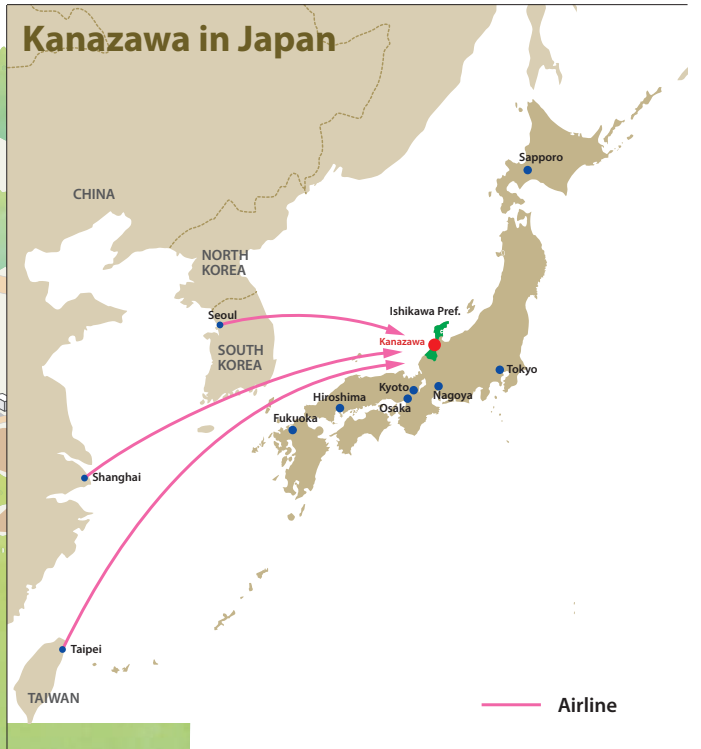 Kanazawa in Japan
Sapporo
CHINA
NORTH
KOREA
Seoul
Ishikawa Pref.
Kanazawa
SOUTH
KOREA
Tokyo
Kyoto
Nagoya
Hiroshima
Osaka
Fukuoka
Shanghai
Taipei
TAIWAN
Airline